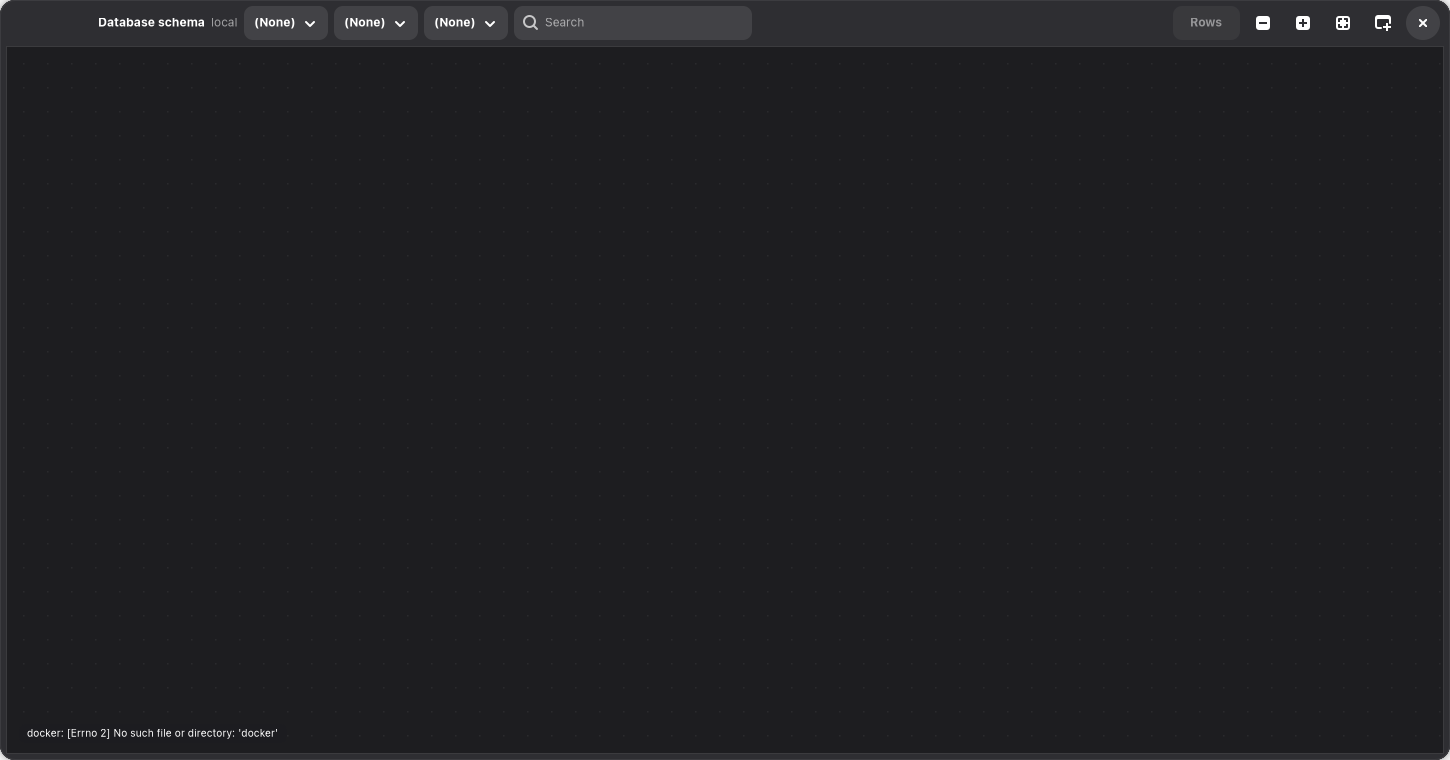 Database schema local (None) (None) (None) Search Rows
docker: [Errno 2] No such file or directory: 'docker'